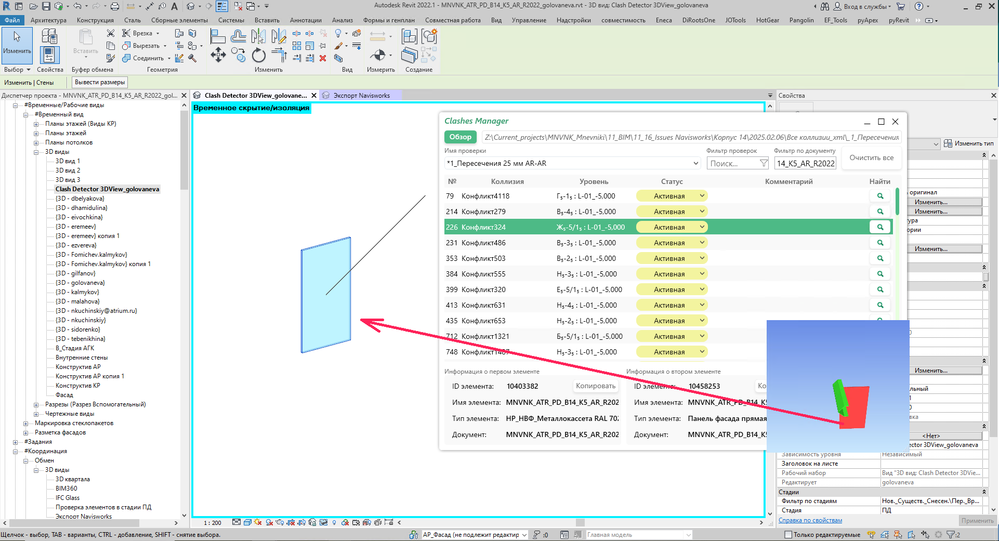 Autodesk Revit 2022.1 - MNVNK_ATR_PD_B14_K5_AR_R2022_golovaneva.rvt - 3D вид: Clash Detector 3DView_golovaneva
Вход в службы
Файл Архитектура Конструкция Сталь Сборные элементы Системы Вставить Аннотации Анализ Формы и генплан Совместная работа Вид Управление Надстройки совместимость Eneca DiRootsOne JOTools HotGear Pangolin EF_Tools pyApex pyRevit
Изменить
Вставить
Врезка
Вырезать
Соединить
Выбор Свойства Буфер обмена Геометрия Изменить Вид Измерить Создание
Изменить | Стены Вывести размеры
Диспетчер проекта - MNVNK_ATR_PD_B14_K5_AR_R2022_gol...
#Временные/Рабочие виды
#Временный вид
Планы этажей (Виды КР)
Планы этажей
Планы потолков
3D виды
3D вид 1
3D вид 2
3D вид 3
Clash Detector 3DView_golovaneva
{3D - dbelyakova}
{3D - dhamidulina}
{3D - eivochkina}
{3D - eremeev}
{3D - eremeev} копия 1
{3D - ezvereva}
{3D - Fomichev.kalmykov}
{3D - Fomichev.kalmykov} копия 1
{3D - gilfanov}
{3D - golovaneva}
{3D - kalmykov}
{3D - malahova}
{3D - nkuchinskiy@atrium.ru}
{3D - nkuchinskiy}
{3D - sidorenko}
{3D - tebenikhina}
В_Стадия АГК
Внутренние стены
Конструктив АР
Конструктив АР копия 1
Конструктив КР
Фасад
Разрезы (Разрез Вспомогательный)
Чертежные виды
Маркировка стеклопакетов
Разметка фасадов
#Задания
#Координация
Обмен
3D виды
3D квартала
BIM360
IFC Glass
Проверка элементов в стадии ПД
Экспорт Navisworks
Clash Detector 3DView_golovane... Экспорт Navisworks
Временное скрытие/изоляция
Clashes Manager
Обзор Z:\Current_projects\MNVNK_Mnevniki\11_BIM\11_16_Issues Navisworks\Корпус 14\2025.02.06\Все коллизии_xml\_1_Пересечения
Имя проверки Фильтр проверок Фильтр по документу
*1_Пересечения 25 мм AR-AR Поиск... 14_K5_AR_R2022 Очистить все
№ Коллизия Уровень Статус Комментарий Найти
79 Конфликт4118 Г₅-1₅ : L-01_-5,000 Активная
214 Конфликт279 В₅-4₅ : L-01_-5,000 Активная
226 Конфликт324 Ж₅-5/1₅ : L-01_-5,000 Активная
231 Конфликт486 В₅-3₅ : L-01_-5,000 Активная
353 Конфликт503 В₅-2₅ : L-01_-5,000 Активная
384 Конфликт555 Н₅-3₅ : L-01_-5,000 Активная
399 Конфликт320 Е₅-5/1₅ : L-01_-5,000 Активная
413 Конфликт631 Н₅-4₅ : L-01_-5,000 Активная
435 Конфликт653 Н₅-2₅ : L-01_-5,000 Активная
712 Конфликт1321 Б₅-5/1₅ : L-01_-5,000 Активная
748 Н₅-3₅ : L-01_-5,000 Активная
Информация о первом элементе Информация о втором элементе
ID элемента: 10403382 Копировать ID элемента: 10458253 Ко
Имя элемента: MNVNK_ATR_PD_B14_K5_AR_R202 Имя элемента: MNVNK_ATR_PD_B14_K5
Тип элемента: НР_НВФ_Металлокассета RAL 702 Тип элемента: Панель фасада прямая
Документ: MNVNK_ATR_PD_B14_K5_AR_R202 Документ: MNVNK_ATR_PD_B14_K5
Свойства
Изменить тип
оригинал
Изменить...
Изменить...
ура
ории
Изменить...
Изменить...
льный
1
0
вка
<Нет>
ector 3DView_golovaneva
Зависимость уровня Независимый
Заголовок на листе
Рабочий набор Вид "3D вид: Clash Detector 3DVie...
Редактирует golovaneva
Стадии
Фильтр по стадиям Нов._Существ._Снесен.\Пер._Вр...
Стадия ПД
Справка по свойствам Применить
1 : 200
Щелчок - выбор, TAB - варианты, CTRL - добавление, SHIFT - снятие выбора. АР_Фасад (не подлежит редактир :0 Главная модель Только редактируемые :2